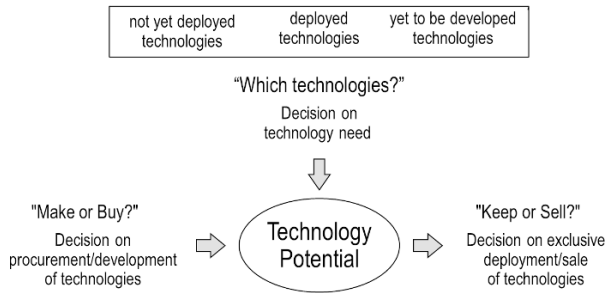 not yet deployed technologies
deployed technologies
yet to be developed technologies
“Which technologies?”
Decision on
technology need
"Make or Buy?"
Decision on
procurement/development
of technologies
Technology
Potential
"Keep or Sell?"
Decision on exclusive
deployment/sale
of technologies